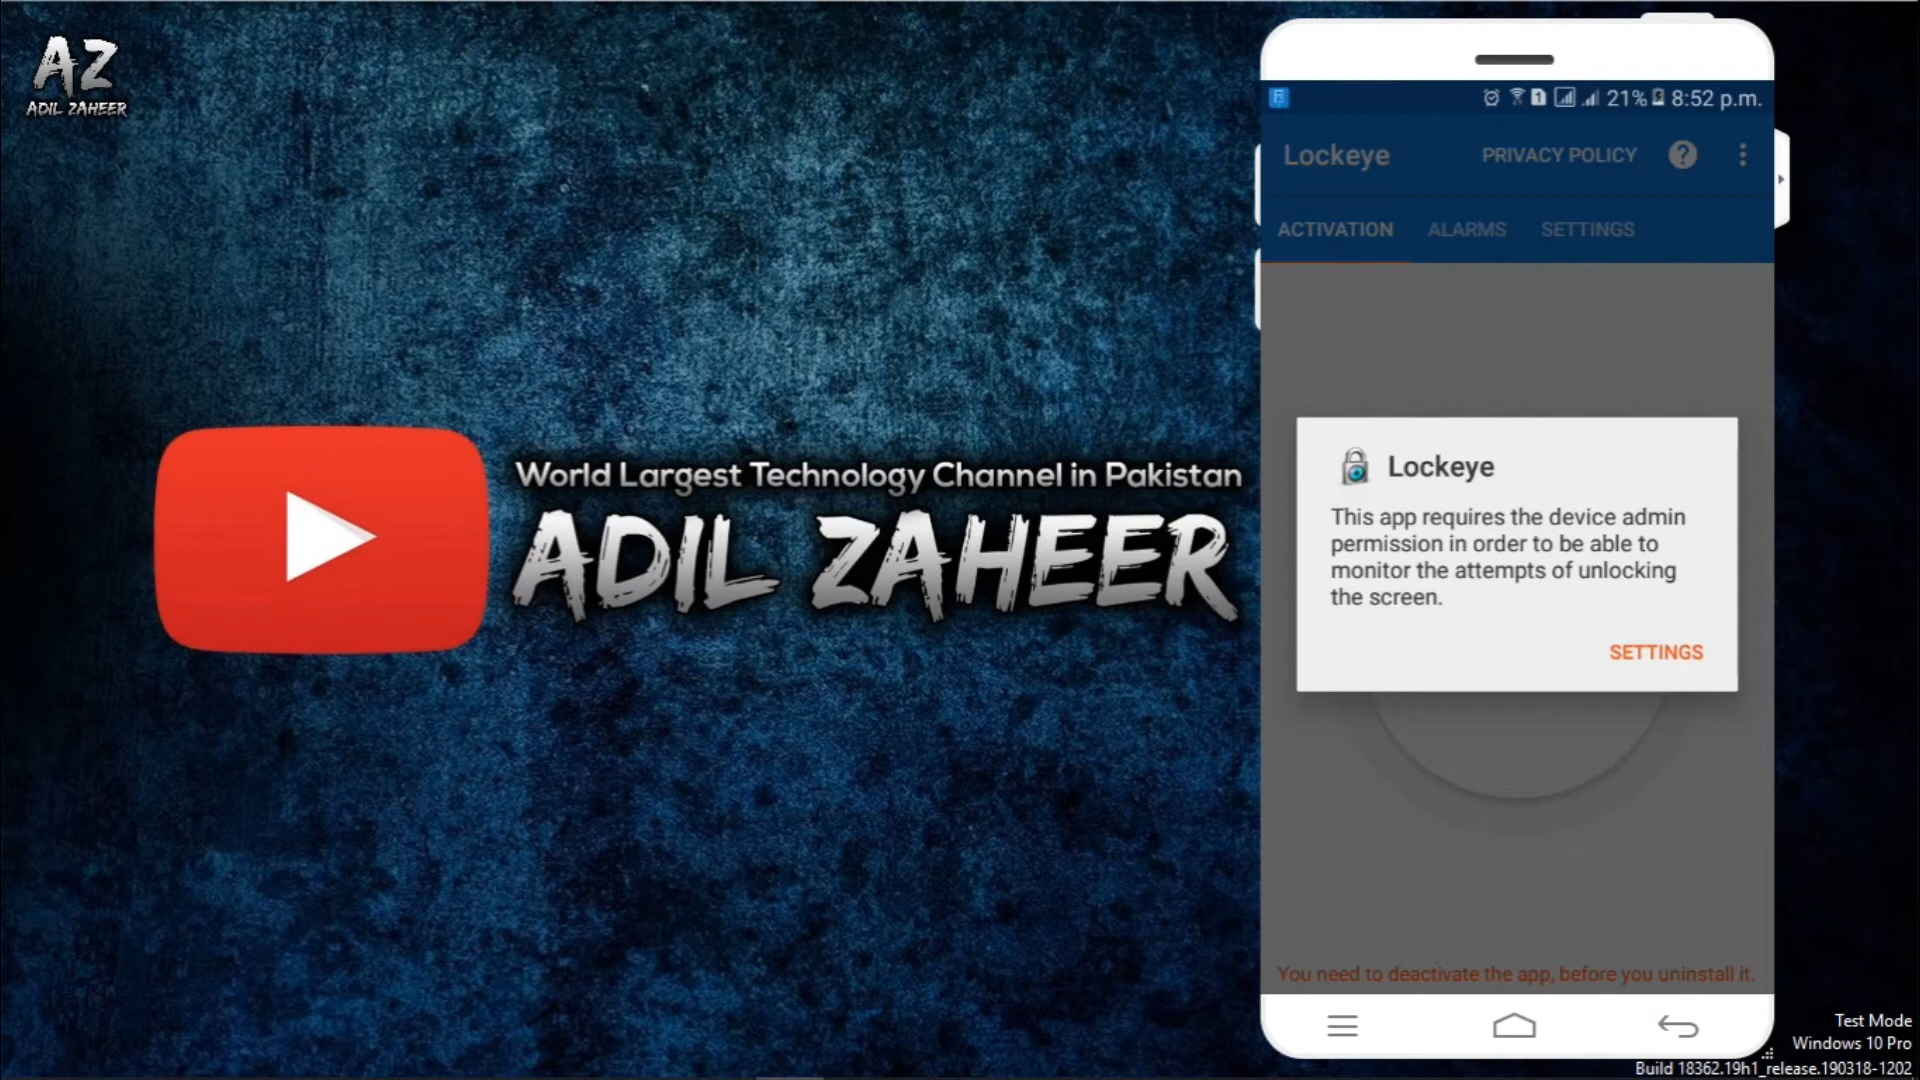 AZ
ADIL ZAHEER
World Largest Technology Channel in Pakistan
ADIL ZAHEER
21% 8:52 p.m.
Lockeye PRIVACY POLICY ?
ACTIVATION ALARMS SETTINGS
Lockeye
This app requires the device admin
permission in order to be able to
monitor the attempts of unlocking
the screen.
SETTINGS
You need to deactivate the app, before you uninstall it.
Test Mode
Windows 10 Pro
Build 18362.19h1_release.190318-1202